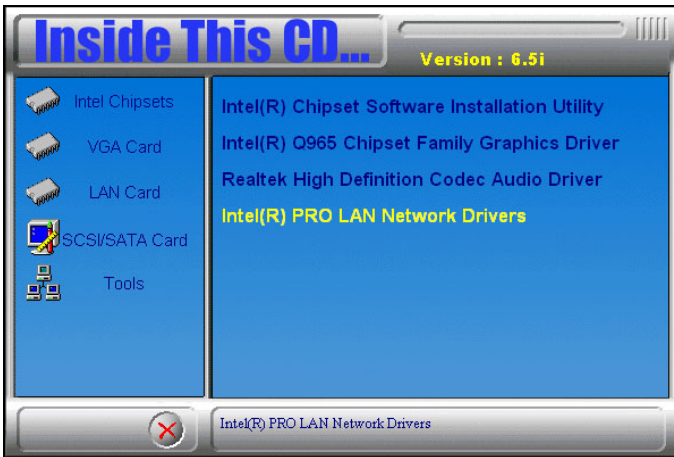 Inside This CD...
Version : 6.5i
Intel Chipsets
VGA Card
LAN Card
SCSI/SATA Card
Tools
Intel(R) Chipset Software Installation Utility
Intel(R) Q965 Chipset Family Graphics Driver
Realtek High Definition Codec Audio Driver
Intel(R) PRO LAN Network Drivers
Intel(R) PRO LAN Network Drivers